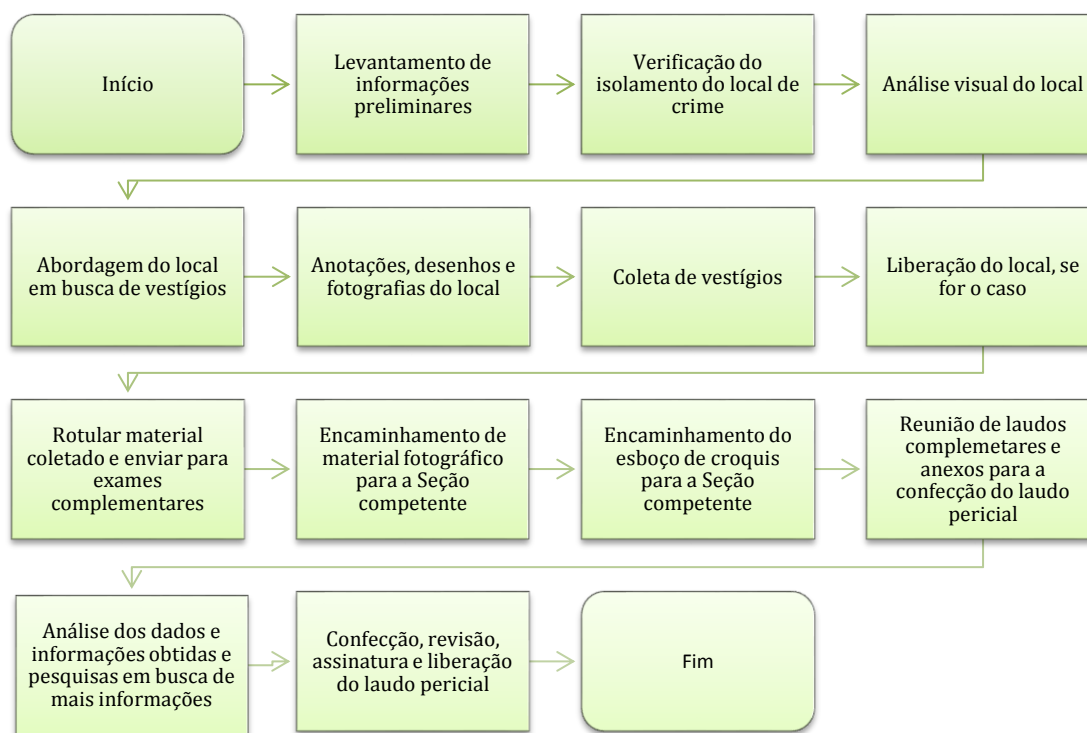 Início
Levantamento de
informações
preliminares
Verificação do
isolamento do local de
crime
Análise visual do local
Abordagem do local
em busca de vestígios
Anotações, desenhos e
fotografias do local
Coleta de vestígios
Liberação do local, se
for o caso
Rotular material
coletado e enviar para
exames
complementares
Encaminhamento de
material fotográfico
para a Seção
competente
Encaminhamento do
esboço de croquis
para a Seção
competente
Reunião de laudos
complemetares e
anexos para a
confecção do laudo
pericial
Análise dos dados e
informações obtidas e
pesquisas em busca de
mais informações
Confecção, revisão,
assinatura e liberação
do laudo pericial
Fim